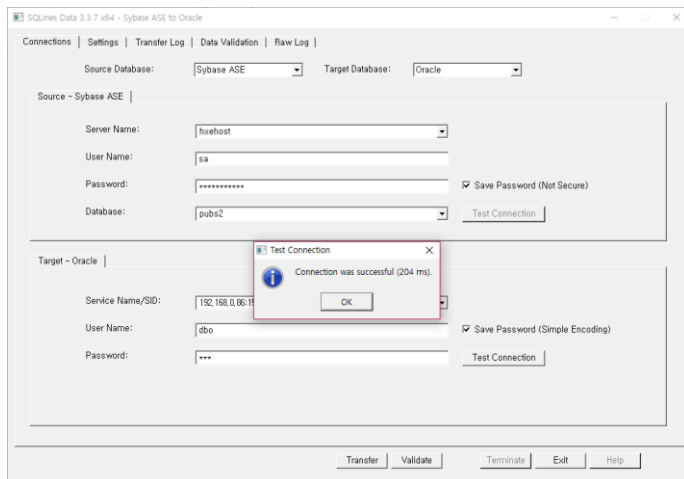 SQLines Data 3.3.7 x64 - Sybase ASE to Oracle
Connections | Settings | Transfer Log | Data Validation | Raw Log |
Source Database: Sybase ASE Target Database: Oracle
Source - Sybase ASE |
Server Name: hxehost
User Name: sa
Password: *********** Save Password (Not Secure)
Database: pubs2 Test Connection
Test Connection
Connection was successful (204 ms).
OK
Target - Oracle |
Service Name/SID: 192,168,0,86:15
User Name: dbo Save Password (Simple Encoding)
Password: *** Test Connection
Transfer Validate Terminate Exit Help